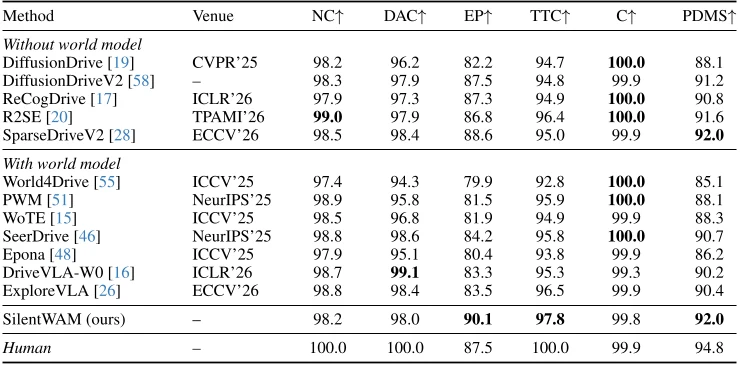 Method Venue NC↑ DAC↑ EP↑ TTC↑ C↑ PDMS↑
Without world model
DiffusionDrive [19] CVPR'25 98.2 96.2 82.2 94.7 100.0 88.1
DiffusionDriveV2 [58] – 98.3 97.9 87.5 94.8 99.9 91.2
ReCogDrive [17] ICLR'26 97.9 97.3 87.3 94.9 100.0 90.8
R2SE [20] TPAMI'26 99.0 97.9 86.8 96.4 100.0 91.6
SparseDriveV2 [28] ECCV'26 98.5 98.4 88.6 95.0 99.9 92.0
With world model
World4Drive [55] ICCV'25 97.4 94.3 79.9 92.8 100.0 85.1
PWM [51] NeurIPS'25 98.9 95.8 81.5 95.9 100.0 88.1
WoTE [15] ICCV'25 98.5 96.8 81.9 94.9 99.9 88.3
SeerDrive [46] NeurIPS'25 98.8 98.6 84.2 95.8 100.0 90.7
Epona [48] ICCV'25 97.9 95.1 80.4 93.8 99.9 86.2
DriveVLA-W0 [16] ICLR'26 98.7 99.1 83.3 95.3 99.3 90.2
ExploreVLA [26] ECCV'26 98.8 98.4 83.5 96.5 99.9 90.4
SilentWAM (ours) – 98.2 98.0 90.1 97.8 99.8 92.0
Human – 100.0 100.0 87.5 100.0 99.9 94.8